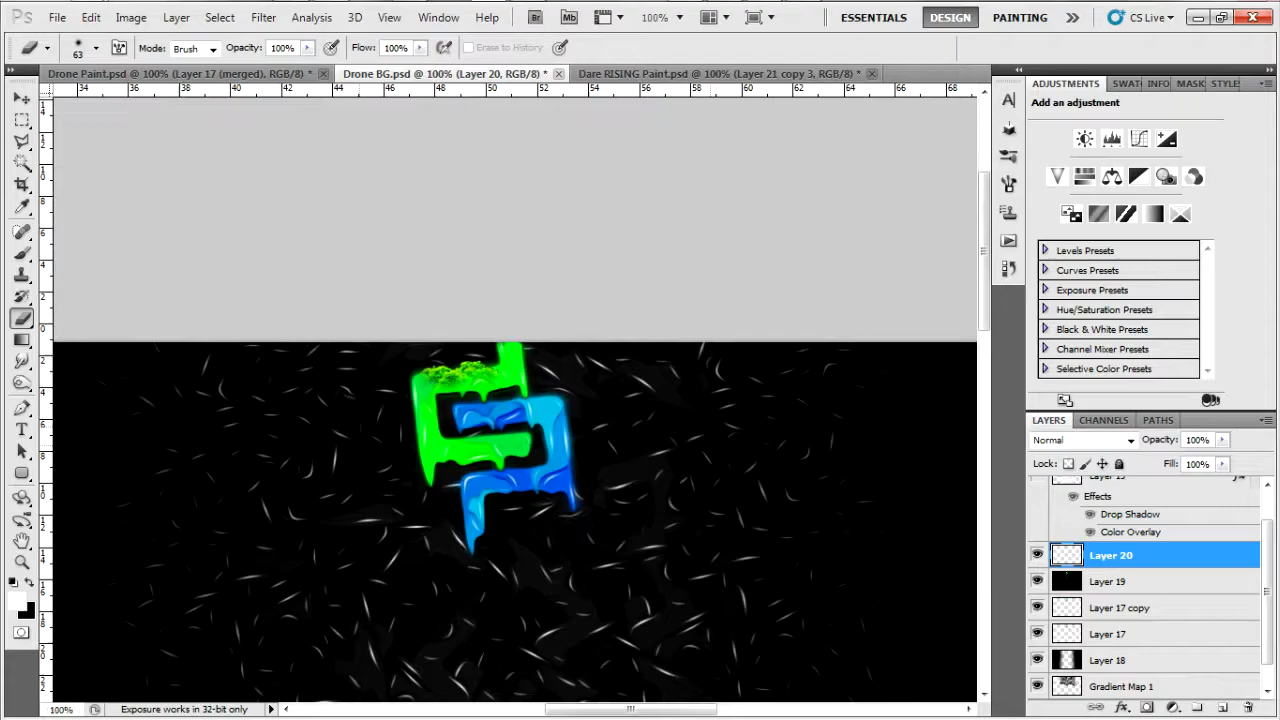 Ps File Edit Image Layer Select Filter Analysis 3D View Window Help Br Mb 100% ESSENTIALS DESIGN PAINTING CS Live
63 Mode: Brush Opacity: 100% Flow: 100% Erase to History
Drone Paint.psd @ 100% (Layer 17 (merged), RGB/8) * Drone BG.psd @ 100% (Layer 20, RGB/8) * Dare RISING Paint.psd @ 100% (Layer 21 copy 3, RGB/8) *
34 36 38 40 42 44 46 48 50 52 54 56 58 60 62 64 66 68
ADJUSTMENTS SWAT INFO MASK STYLE
Add an adjustment
Levels Presets
Curves Presets
Exposure Presets
Hue/Saturation Presets
Black & White Presets
Channel Mixer Presets
Selective Color Presets
LAYERS CHANNELS PATHS
Normal Opacity: 100%
Lock: Fill: 100%
Effects
Drop Shadow
Color Overlay
Layer 20
Layer 19
Layer 17 copy
Layer 17
Layer 18
Gradient Map 1
100% Exposure works in 32-bit only